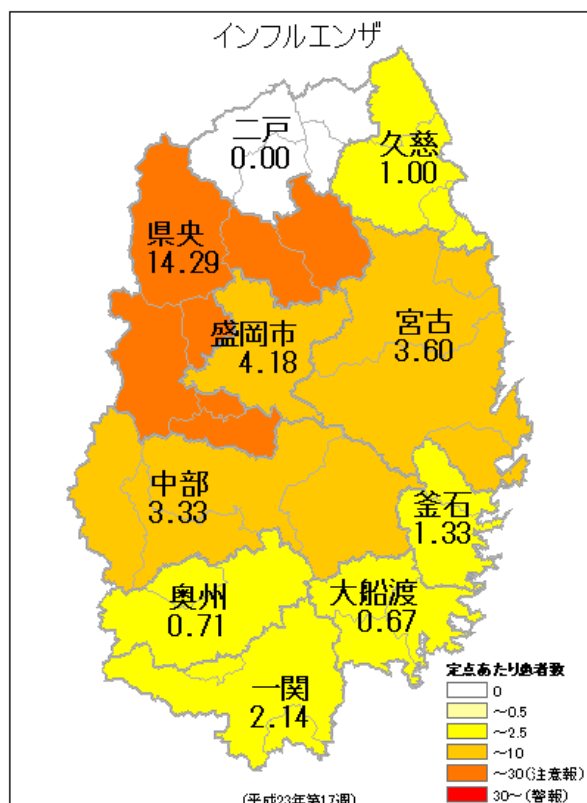 インフルエンザ
二戸
0.00
久慈
1.00
県央
14.29
盛岡市
4.18
宮古
3.60
中部
3.33
釜石
1.33
奥州
0.71
大船渡
0.67
一関
2.14
定点あたり患者数
0
～0.5
～2.5
～10
～30(注意報)
30～(警報)
(平成23年第17週)